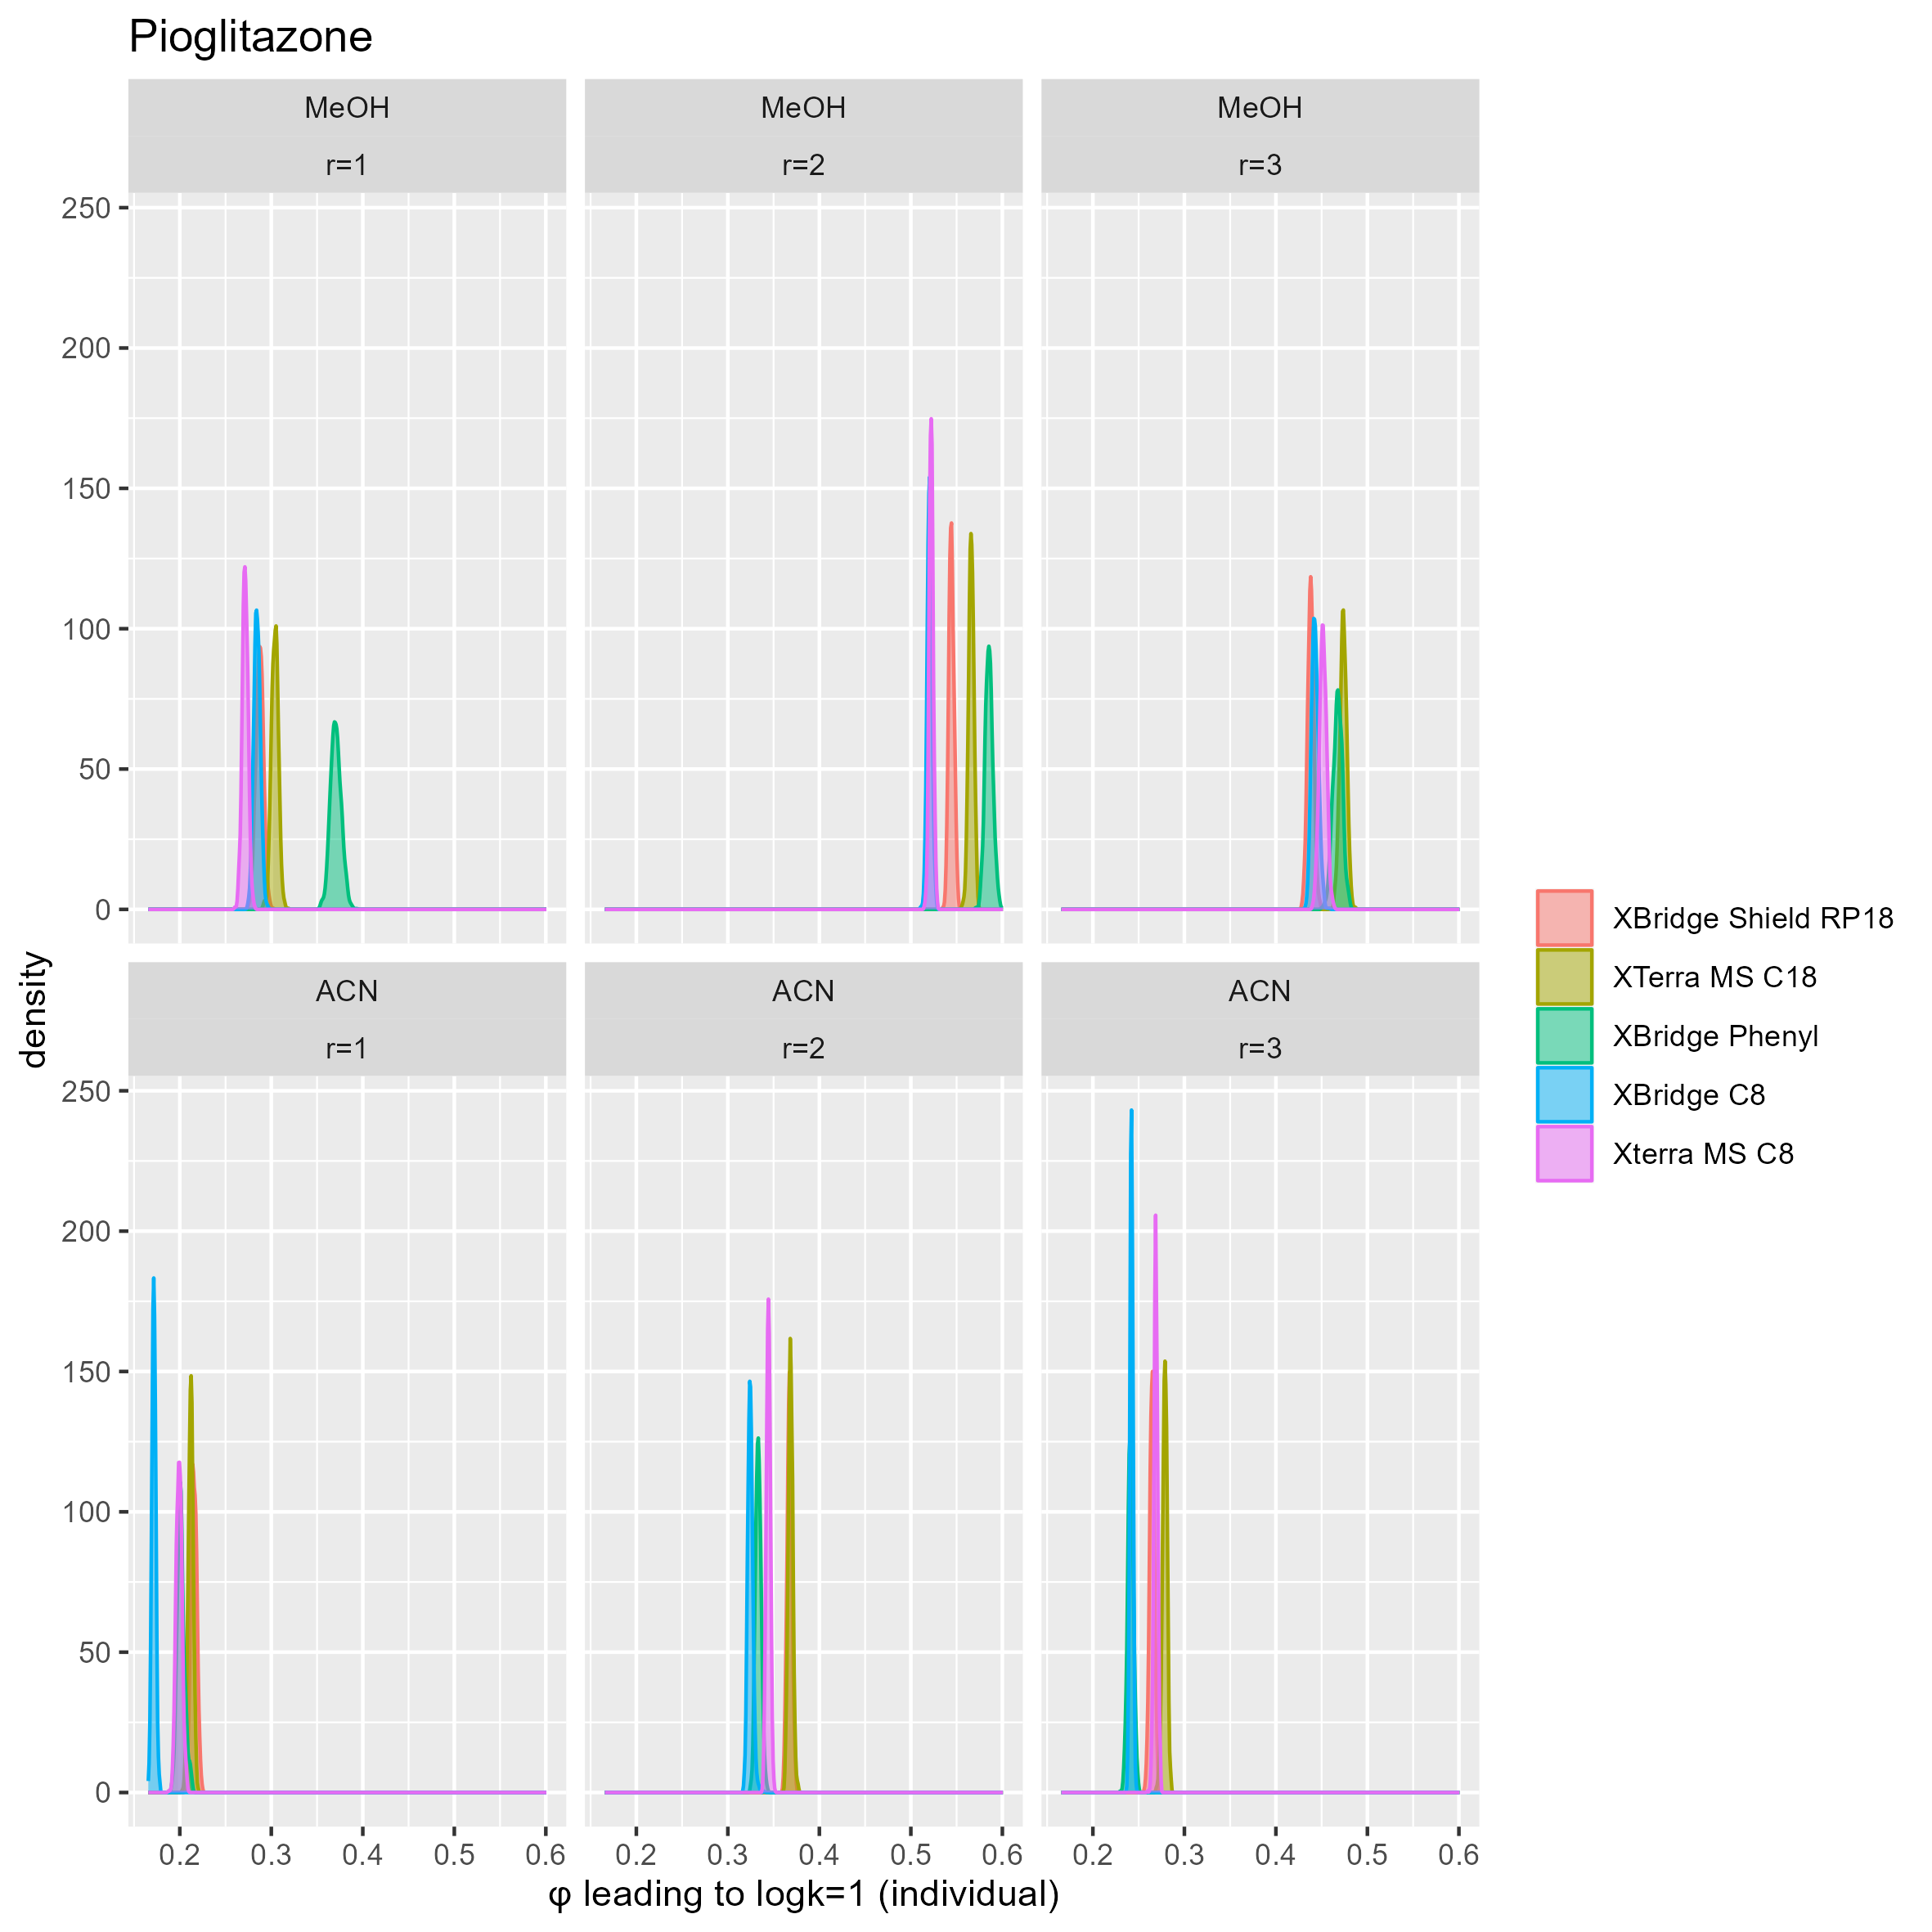 Pioglitazone
MeOH
MeOH
MeOH
r=1
r=2
r=3
250
200
150
100
50
0
density
ACN
ACN
ACN
r=1
r=2
r=3
250
200
150
100
50
0
0.2 0.3 0.4 0.5 0.6
0.2 0.3 0.4 0.5 0.6
0.2 0.3 0.4 0.5 0.6
φ leading to logk=1 (individual)
XBridge Shield RP18
XTerra MS C18
XBridge Phenyl
XBridge C8
Xterra MS C8